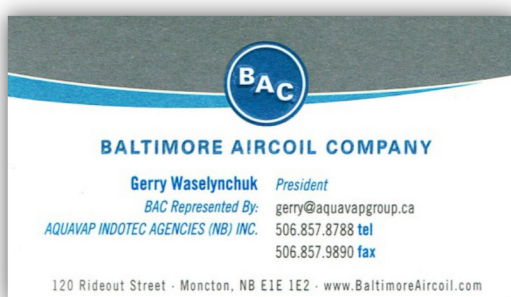 BAC
BALTIMORE AIRCOIL COMPANY
Gerry Waselynchuk President
BAC Represented By: gerry@aquavapgroup.ca
AQUAVAP INDOTEC AGENCIES (NB) INC. 506.857.8788 tel
506.857.9890 fax
120 Rideout Street · Moncton, NB E1E 1E2 · www.BaltimoreAircoil.com